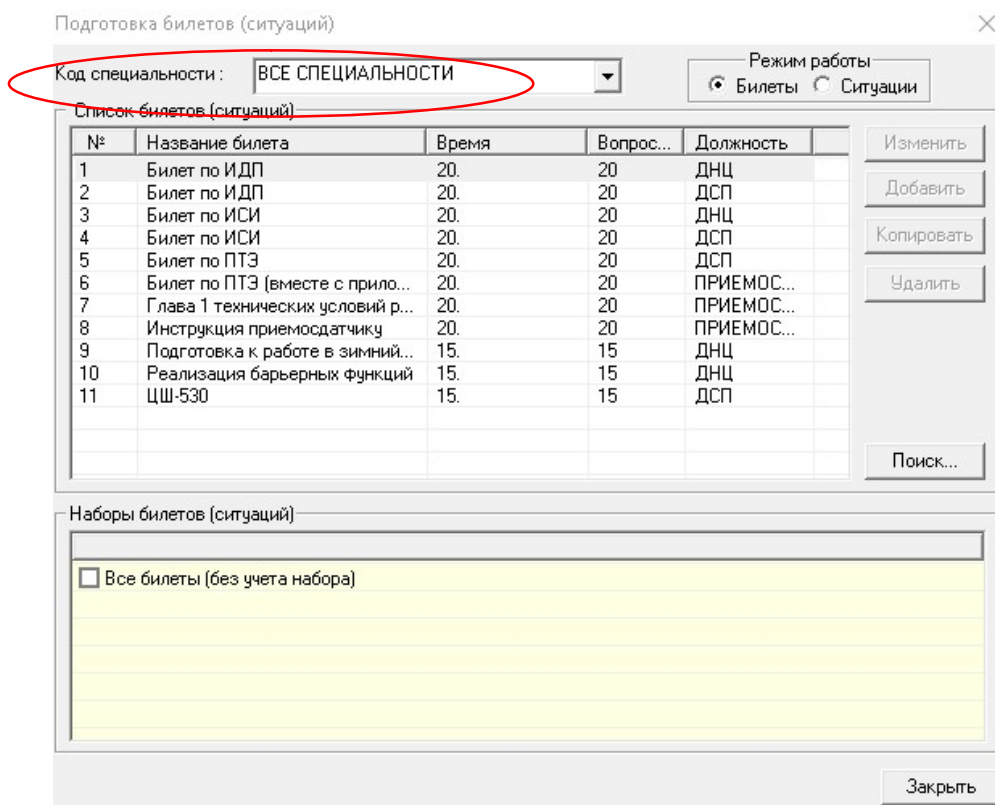 Подготовка билетов (ситуаций)
Режим работы
Код специальности : ВСЕ СПЕЦИАЛЬНОСТИ Билеты Ситуации
Список билетов (ситуаций)
№ Название билета Время Вопрос... Должность
1 Билет по ИДП 20. 20 ДНЦ
2 Билет по ИДП 20. 20 ДСП
3 Билет по ИСИ 20. 20 ДНЦ
4 Билет по ИСИ 20. 20 ДСП
5 Билет по ПТЭ 20. 20 ДСП
6 Билет по ПТЭ (вместе с прило... 20. 20 ПРИЕМОС...
7 Глава 1 технических условий р... 20. 20 ПРИЕМОС...
8 Инструкция приемосдатчику 20. 20 ПРИЕМОС...
9 Подготовка к работе в зимний... 15. 15 ДНЦ
10 Реализация барьерных функций 15. 15 ДНЦ
11 ЦШ-530 15. 15 ДСП
Изменить
Добавить
Копировать
Удалить
Поиск...
Наборы билетов (ситуаций)
Все билеты (без учета набора)
Закрыть